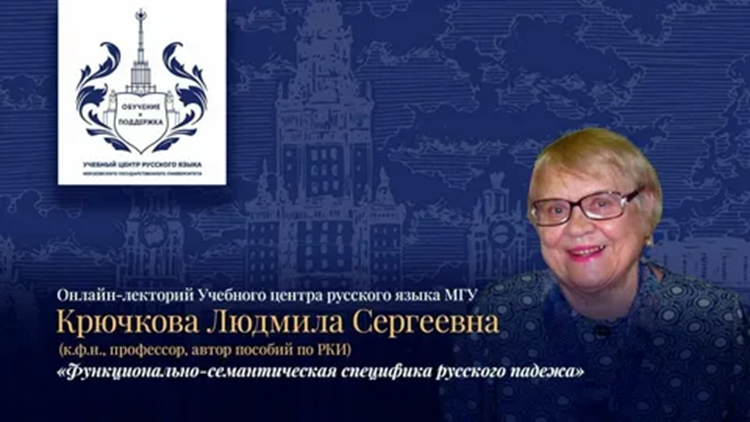 ОБУЧЕНИЕ
и
ПОДДЕРЖКА
УЧЕБНЫЙ ЦЕНТР РУССКОГО ЯЗЫКА
МОСКОВСКОГО ГОСУДАРСТВЕННОГО УНИВЕРСИТЕТА
Онлайн-лекторий Учебного центра русского языка МГУ
Крючкова Людмила Сергеевна
(к.ф.н., профессор, автор пособий по РКИ)
«Функционально-семантическая специфика русского падежа»